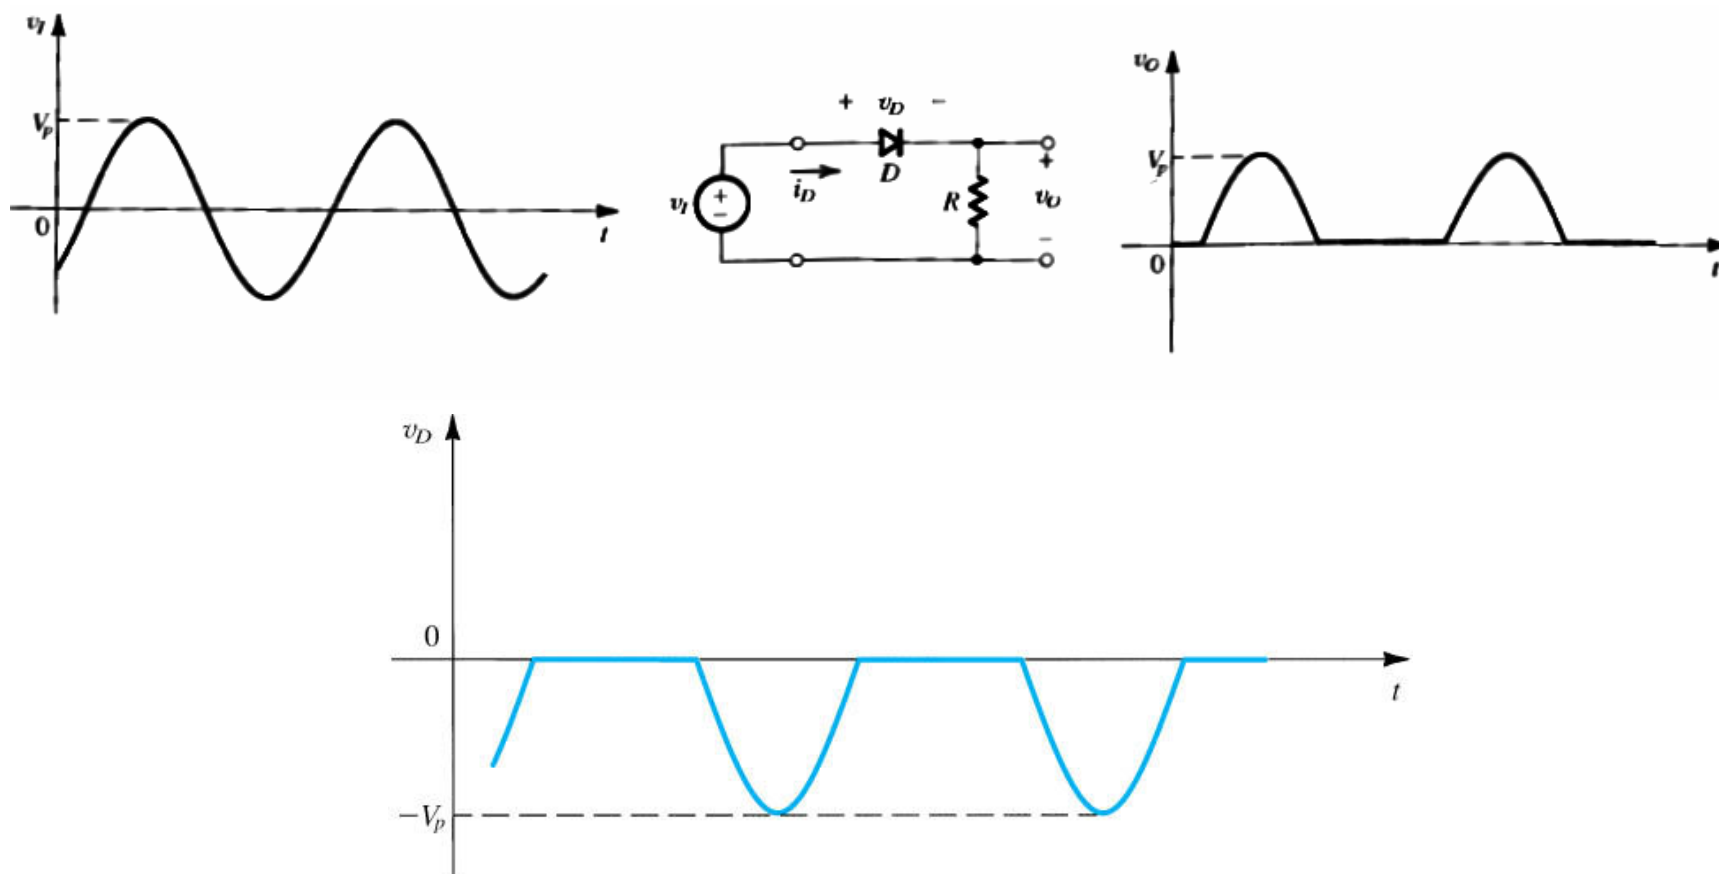 v_I
V_p
0
t
+ v_D −
D
i_D
v_I
+
−
R
+
v_O
−
v_O
V_p
0
t
v_D
0
t
−V_p